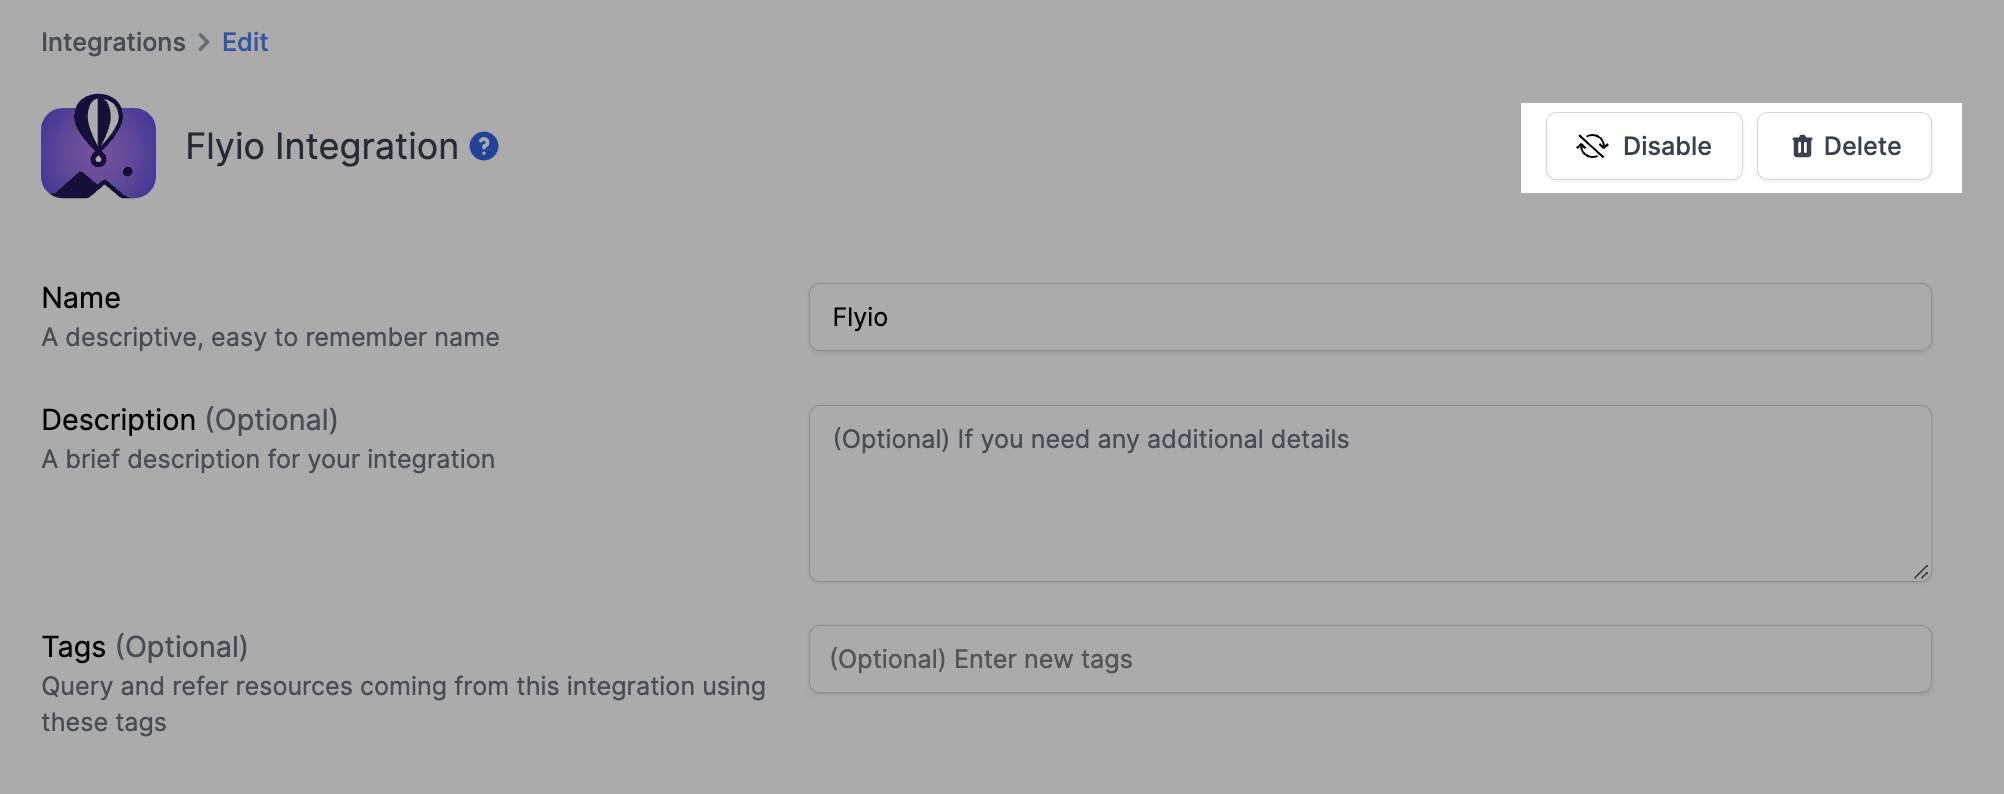 Integrations > Edit
Flyio Integration ?
Disable
Delete
Name
A descriptive, easy to remember name
Flyio
Description (Optional)
A brief description for your integration
(Optional) If you need any additional details
Tags (Optional)
Query and refer resources coming from this integration using
these tags
(Optional) Enter new tags